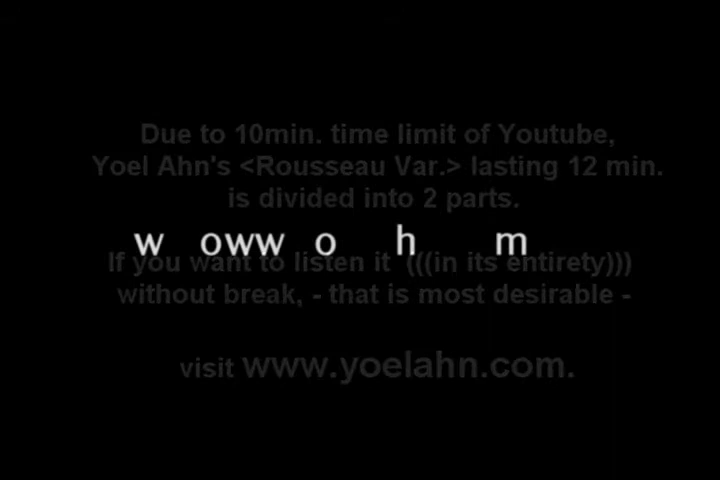 Due to 10min. time limit of Youtube,
Yoel Ahn's <Rousseau Var.> lasting 12 min.
is divided into 2 parts.
w oww o h m
If you want to listen it (((in its entirety)))
without break, - that is most desirable -
visit www.yoelahn.com.